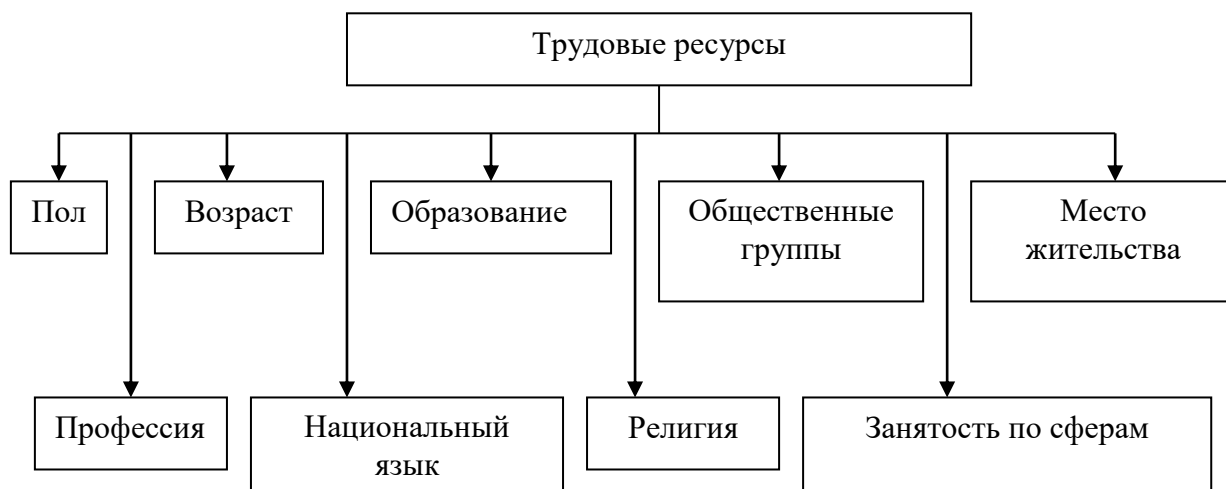 Трудовые ресурсы
Пол
Возраст
Образование
Общественные
группы
Место
жительства
Профессия
Национальный
язык
Религия
Занятость по сферам